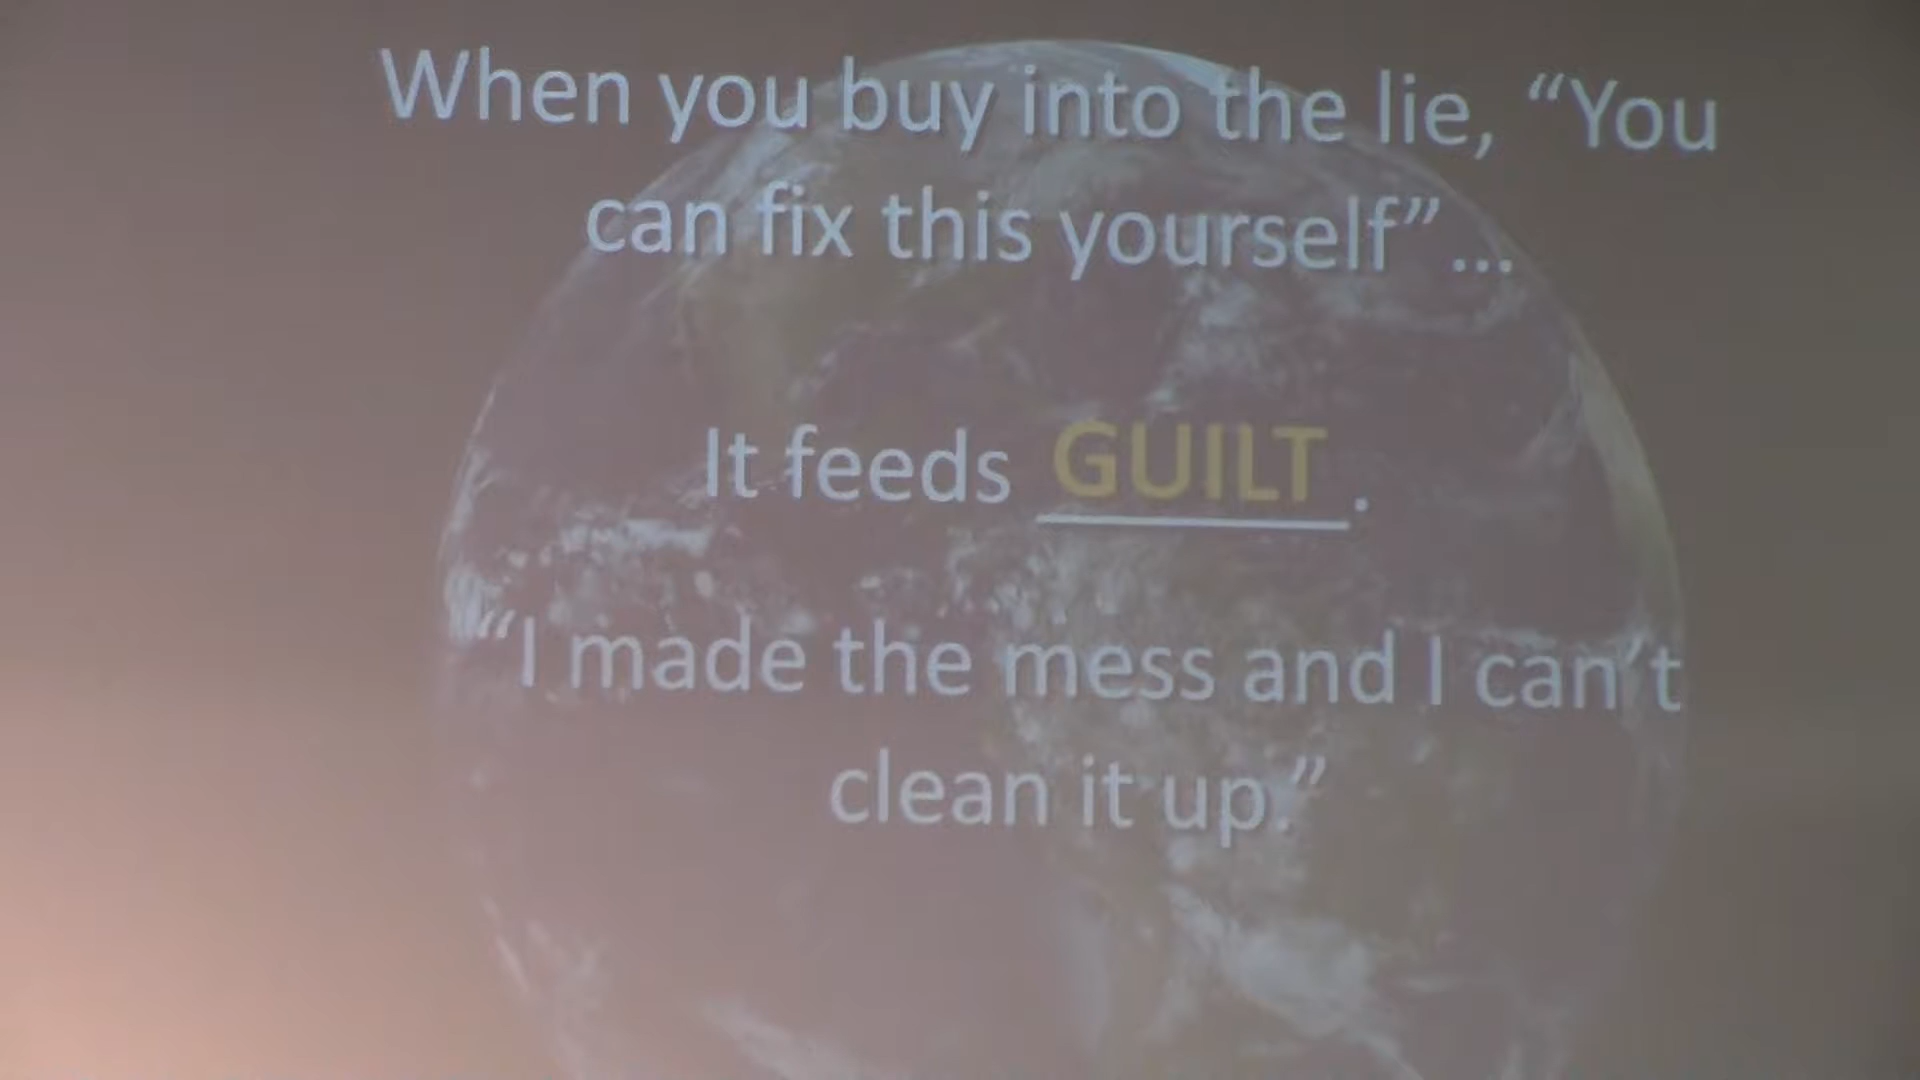 When you buy into the lie, “You
can fix this yourself”...
It feeds GUILT.
“I made the mess and I can’t
clean it up.”